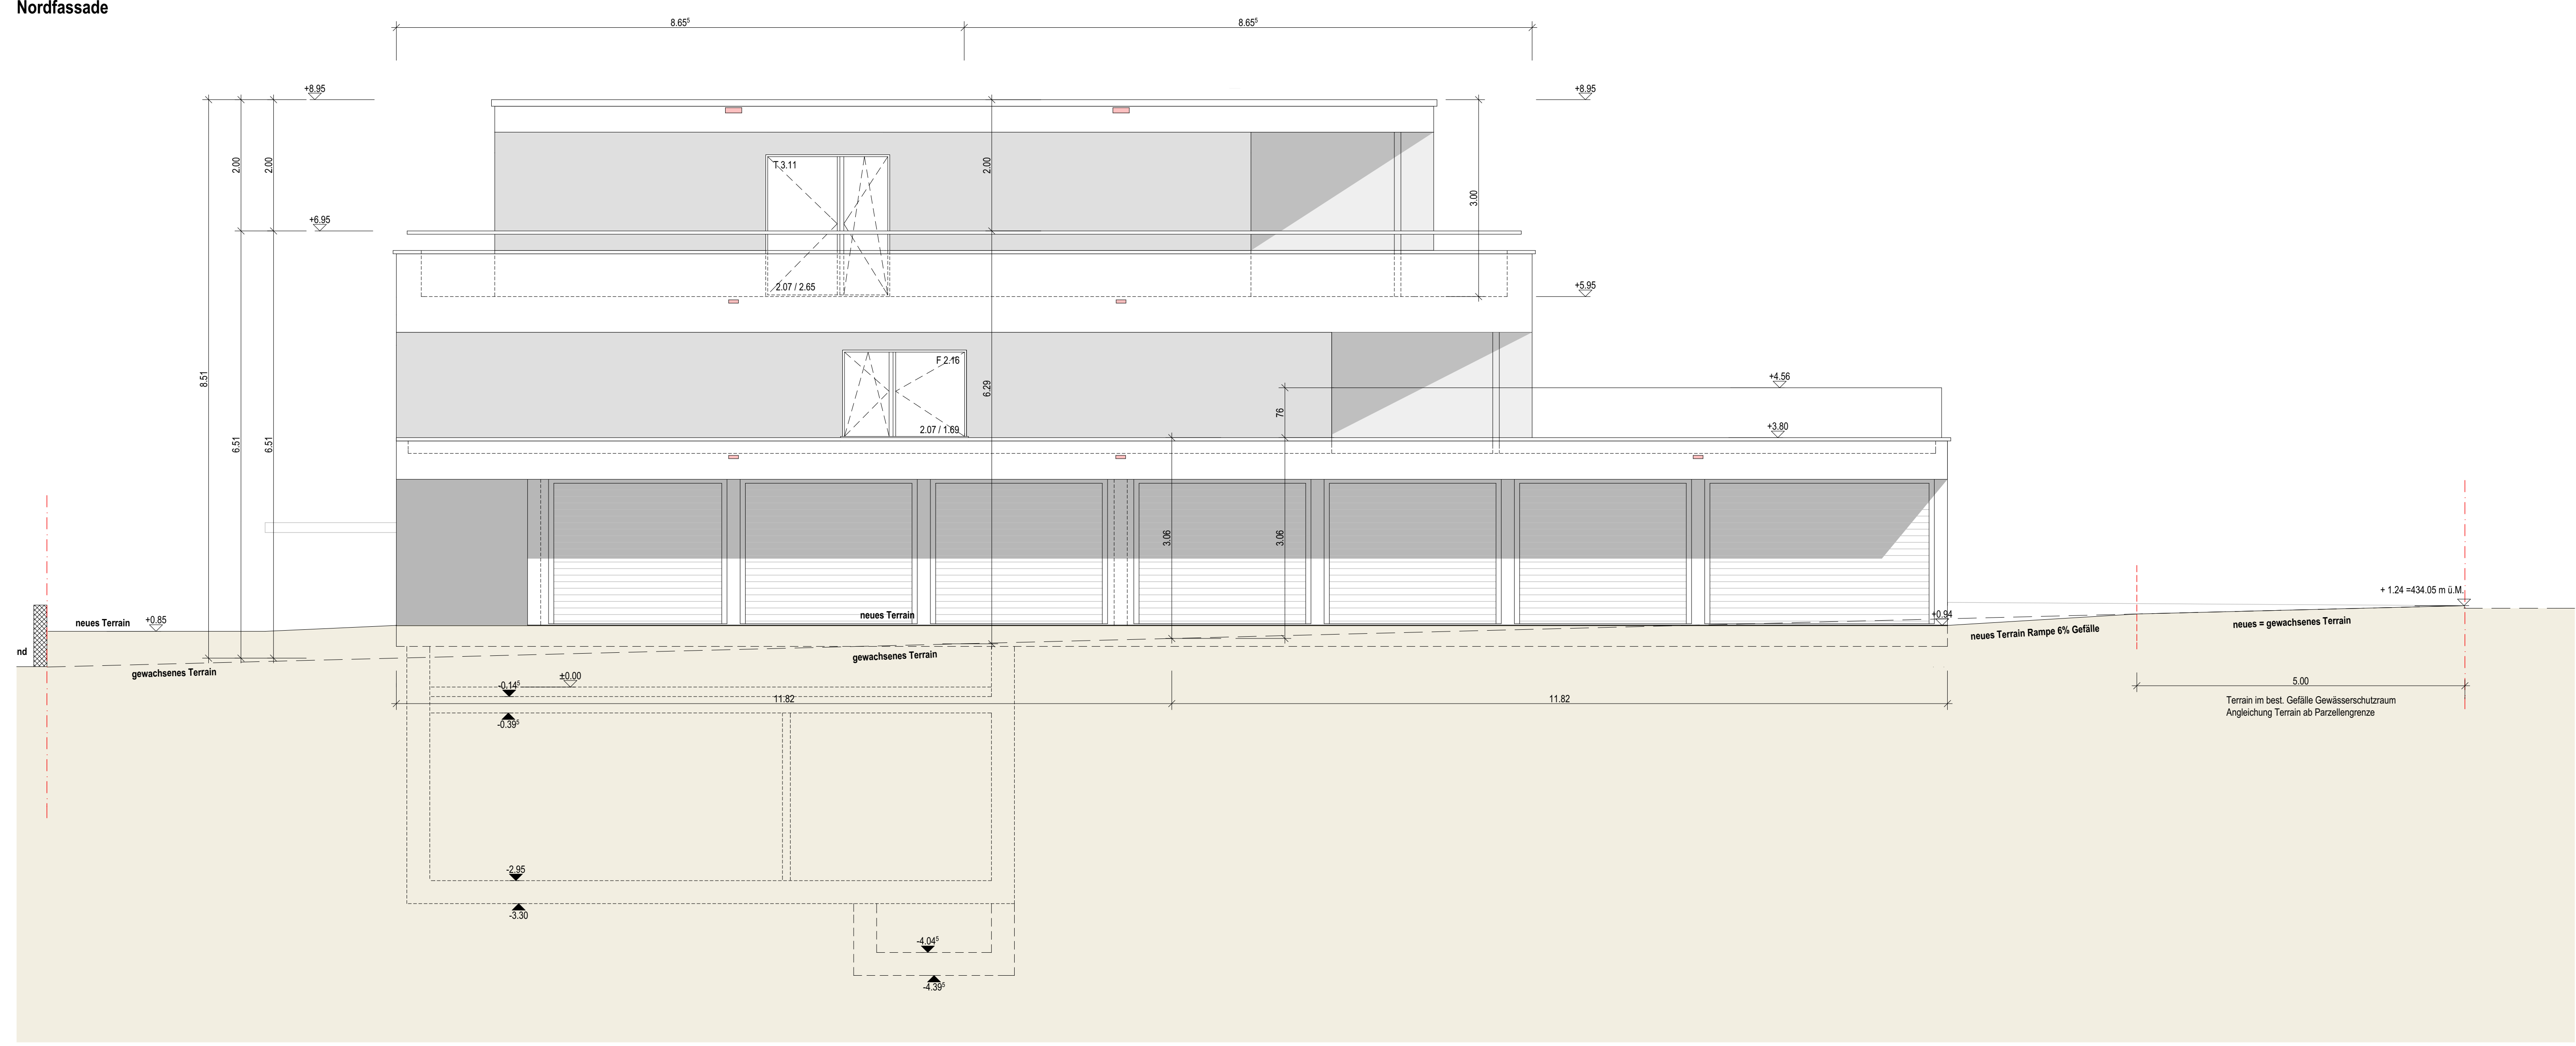 Nordfassade
8.65⁵
8.65⁵
+8.95
+8.95
2.00
2.00
2.00
3.00
T 3.11
+6.95
2.07 / 2.65
+5.95
8.51
6.51
6.51
6.29
F 2.16
2.07 / 1.69
+4.56
76
+3.80
3.06
3.06
+ 1.24 =434.05 m ü.M.
neues Terrain
+0.85
neues Terrain
+0.94
neues Terrain Rampe 6% Gefälle
neues = gewachsenes Terrain
nd
gewachsenes Terrain
gewachsenes Terrain
±0.00
-0.14⁵
11.82
11.82
5.00
-0.39⁵
Terrain im best. Gefälle Gewässerschutzraum
Angleichung Terrain ab Parzellengrenze
-2.95
-3.30
-4.04⁵
-4.39⁵